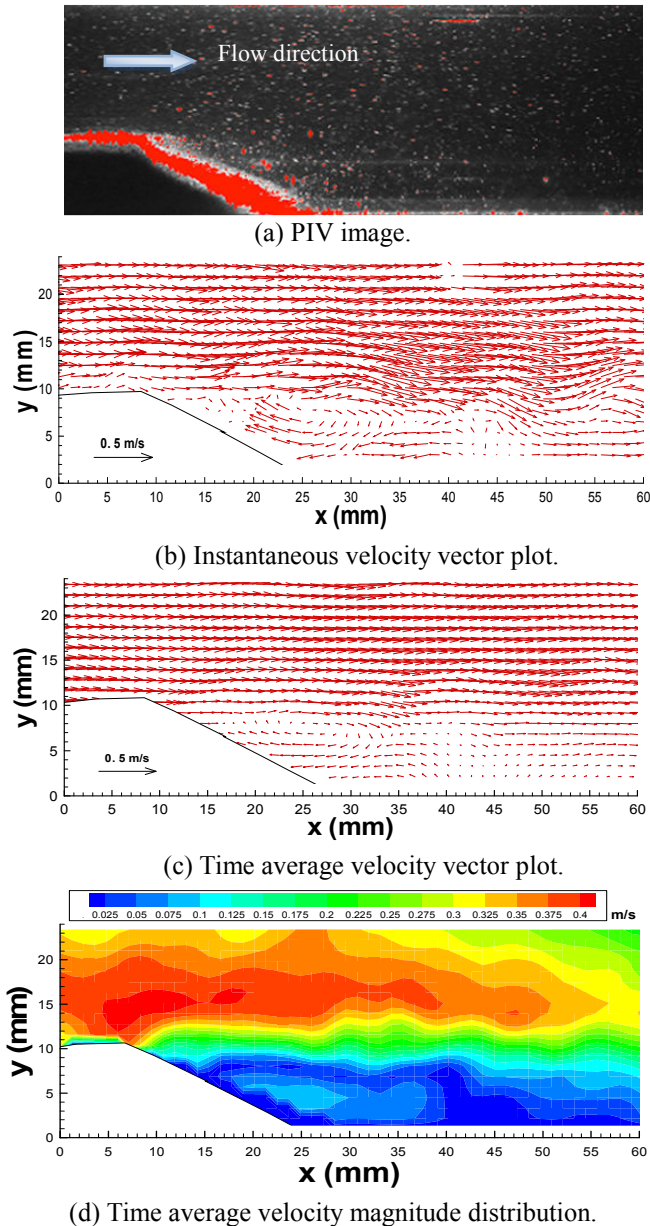 Flow direction
(a) PIV image.
y (mm)
20
15
10
5
0
0. 5 m/s
0 5 10 15 20 25 30 35 40 45 50 55 60
x (mm)
(b) Instantaneous velocity vector plot.
y (mm)
20
15
10
5
0
0. 5 m/s
0 5 10 15 20 25 30 35 40 45 50 55 60
x (mm)
(c) Time average velocity vector plot.
0.025 0.05 0.075 0.1 0.125 0.15 0.175 0.2 0.225 0.25 0.275 0.3 0.325 0.35 0.375 0.4 m/s
y (mm)
20
15
10
5
0
0 5 10 15 20 25 30 35 40 45 50 55 60
x (mm)
(d) Time average velocity magnitude distribution.